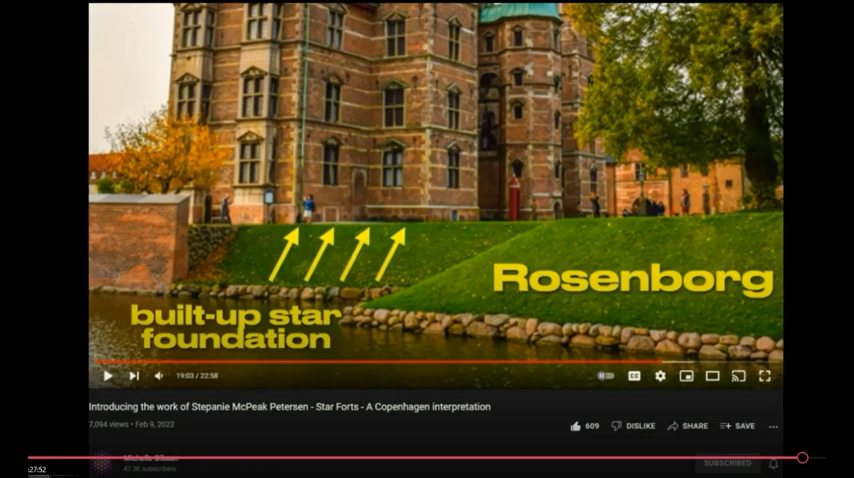 Rosenborg
built-up star
foundation
19:03 / 22:58
CC
Introducing the work of Stepanie McPeak Petersen - Star Forts - A Copenhagen interpretation
7,094 views • Feb 9, 2022
609
DISLIKE
SHARE
SAVE
47.3K subscribers
SUBSCRIBED
:27:52